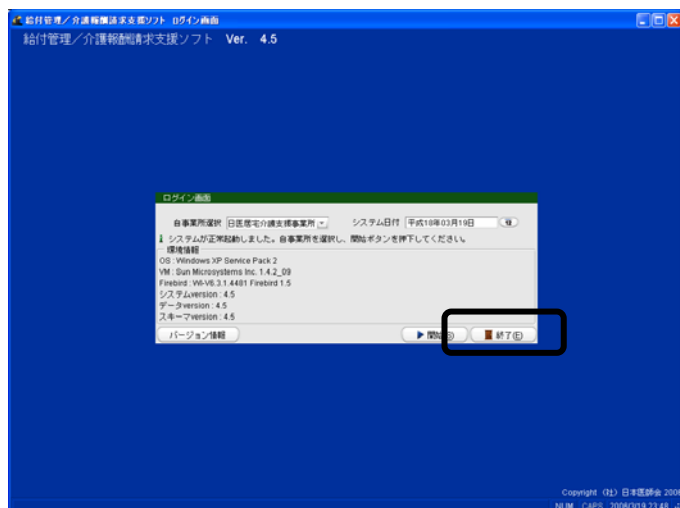 給付管理／介護報酬請求支援ソフト ログイン画面
給付管理／介護報酬請求支援ソフト Ver. 4.5
ログイン画面
自事業所選択 日医居宅介護支援事業所 システム日付 平成18年03月19日
システムが正常起動しました。自事業所を選択し、開始ボタンを押下してください。
環境情報
OS : Windows XP Service Pack 2
VM : Sun Microsystems Inc. 1.4.2_09
Firebird : WI-V6.3.1.4481 Firebird 1.5
システムversion : 4.5
データversion : 4.5
スキーマversion : 4.5
バージョン情報 開始(S) 終了(E)
Copyright (社) 日本医師会 2006
NUM CAPS 2006/3/19 23:48